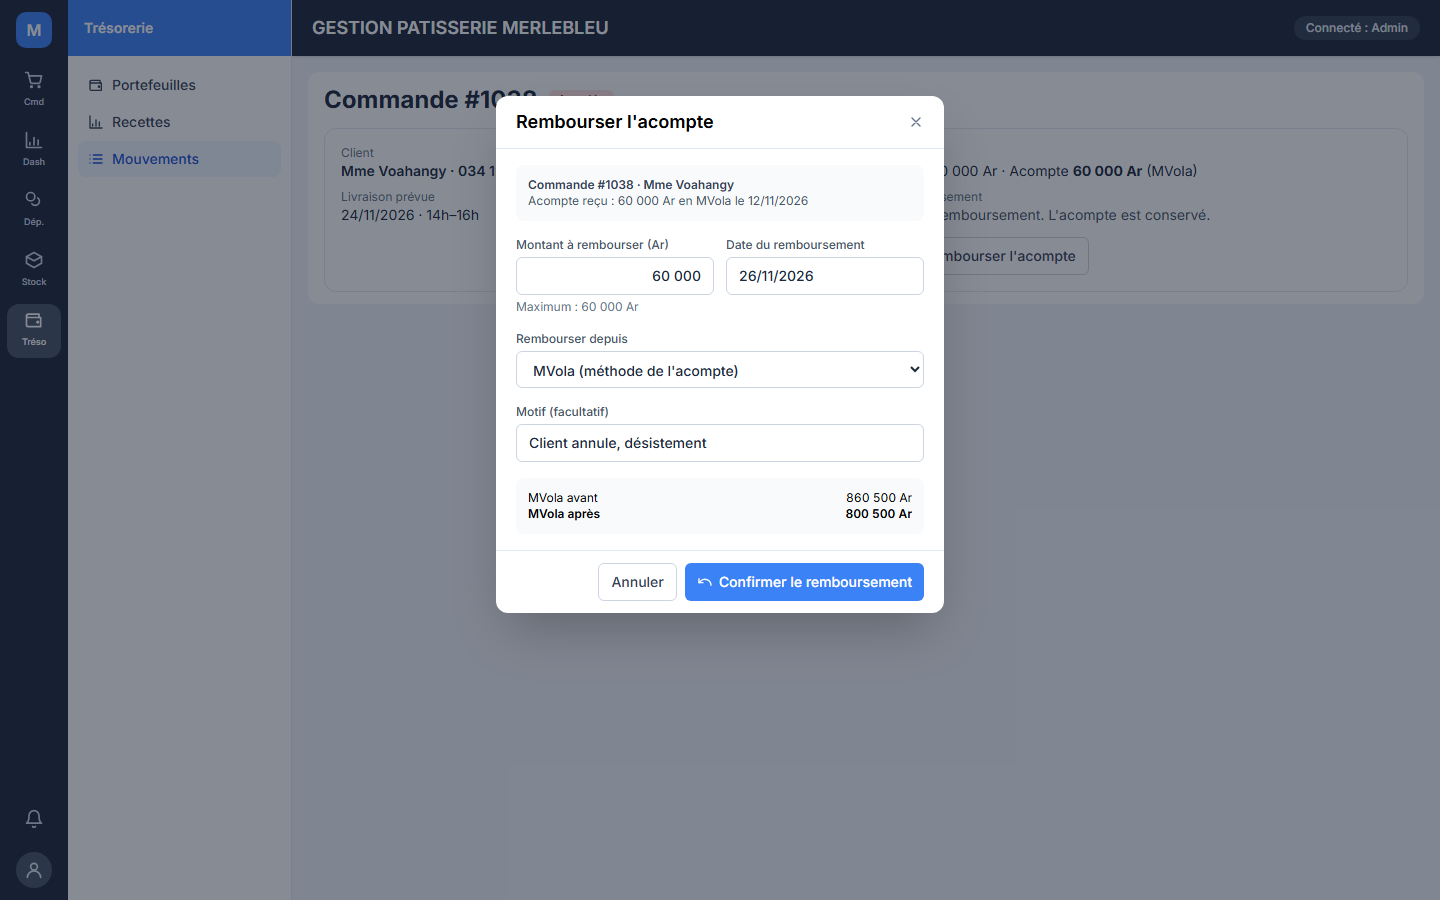 M
Trésorerie
GESTION PATISSERIE MERLEBLEU
Connecté : Admin
Cmd
Dash
Dép.
Stock
Tréso
Portefeuilles
Recettes
Mouvements
Commande #1038
Client
Mme Voahangy · 034 1
Livraison prévue
24/11/2026 · 14h–16h
0 000 Ar · Acompte 60 000 Ar (MVola)
sement
emboursement. L'acompte est conservé.
mbourser l'acompte
Rembourser l'acompte
Commande #1038 · Mme Voahangy
Acompte reçu : 60 000 Ar en MVola le 12/11/2026
Montant à rembourser (Ar)
Date du remboursement
60 000
26/11/2026
Maximum : 60 000 Ar
Rembourser depuis
MVola (méthode de l'acompte)
Motif (facultatif)
Client annule, désistement
MVola avant 860 500 Ar
MVola après 800 500 Ar
Annuler
Confirmer le remboursement